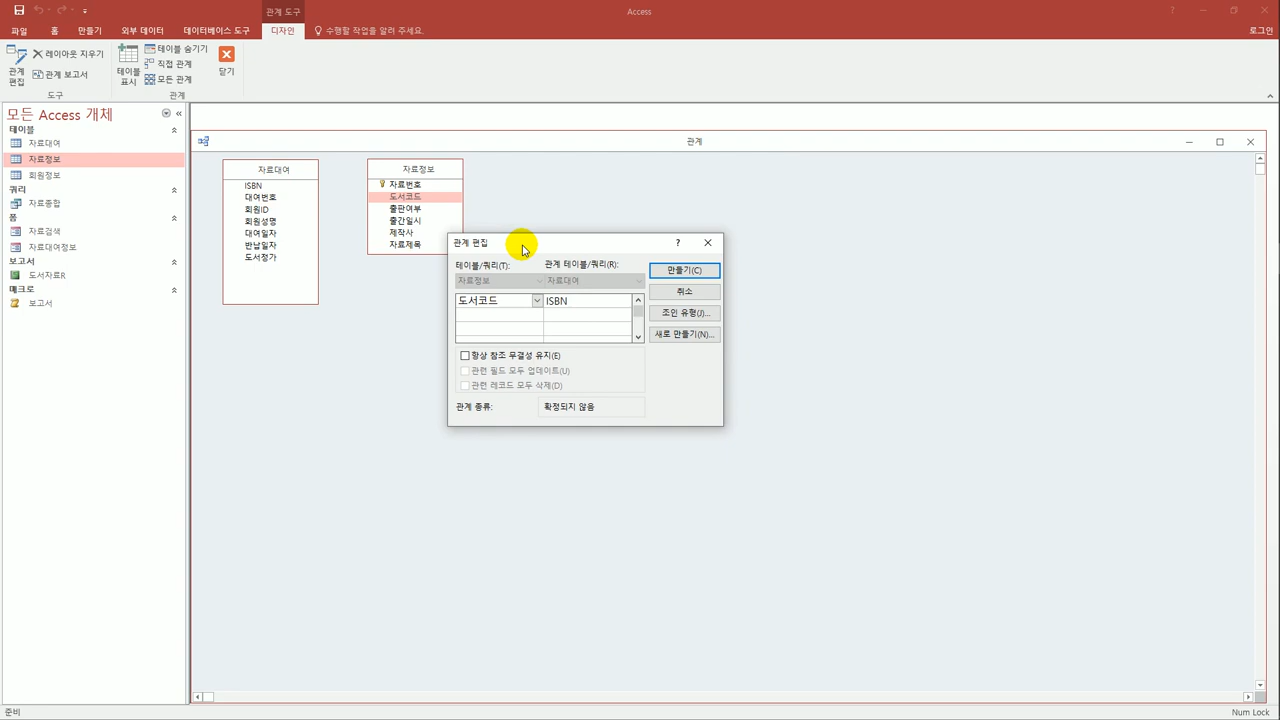 관계 도구
Access
파일
홈
만들기
외부 데이터
데이터베이스 도구
디자인
수행할 작업을 알려 주세요.
로그인
관계 편집
레이아웃 지우기
관계 보고서
도구
테이블 표시
테이블 숨기기
직접 관계
모든 관계
관계
닫기
모든 Access 개체
테이블
자료대여
자료정보
회원정보
쿼리
자료종합
폼
자료검색
자료대여정보
보고서
도서자료R
매크로
보고서
관계
자료대여
ISBN
대여번호
회원ID
회원성명
대여일자
반납일자
도서정가
자료정보
자료번호
도서코드
출판여부
출간일시
제작사
자료제목
관계 편집
?
테이블/쿼리(T):
관계 테이블/쿼리(R):
자료정보
자료대여
도서코드
ISBN
만들기(C)
취소
조인 유형(J)...
새로 만들기(N)...
항상 참조 무결성 유지(E)
관련 필드 모두 업데이트(U)
관련 레코드 모두 삭제(D)
관계 종류:
확정되지 않음
준비
Num Lock